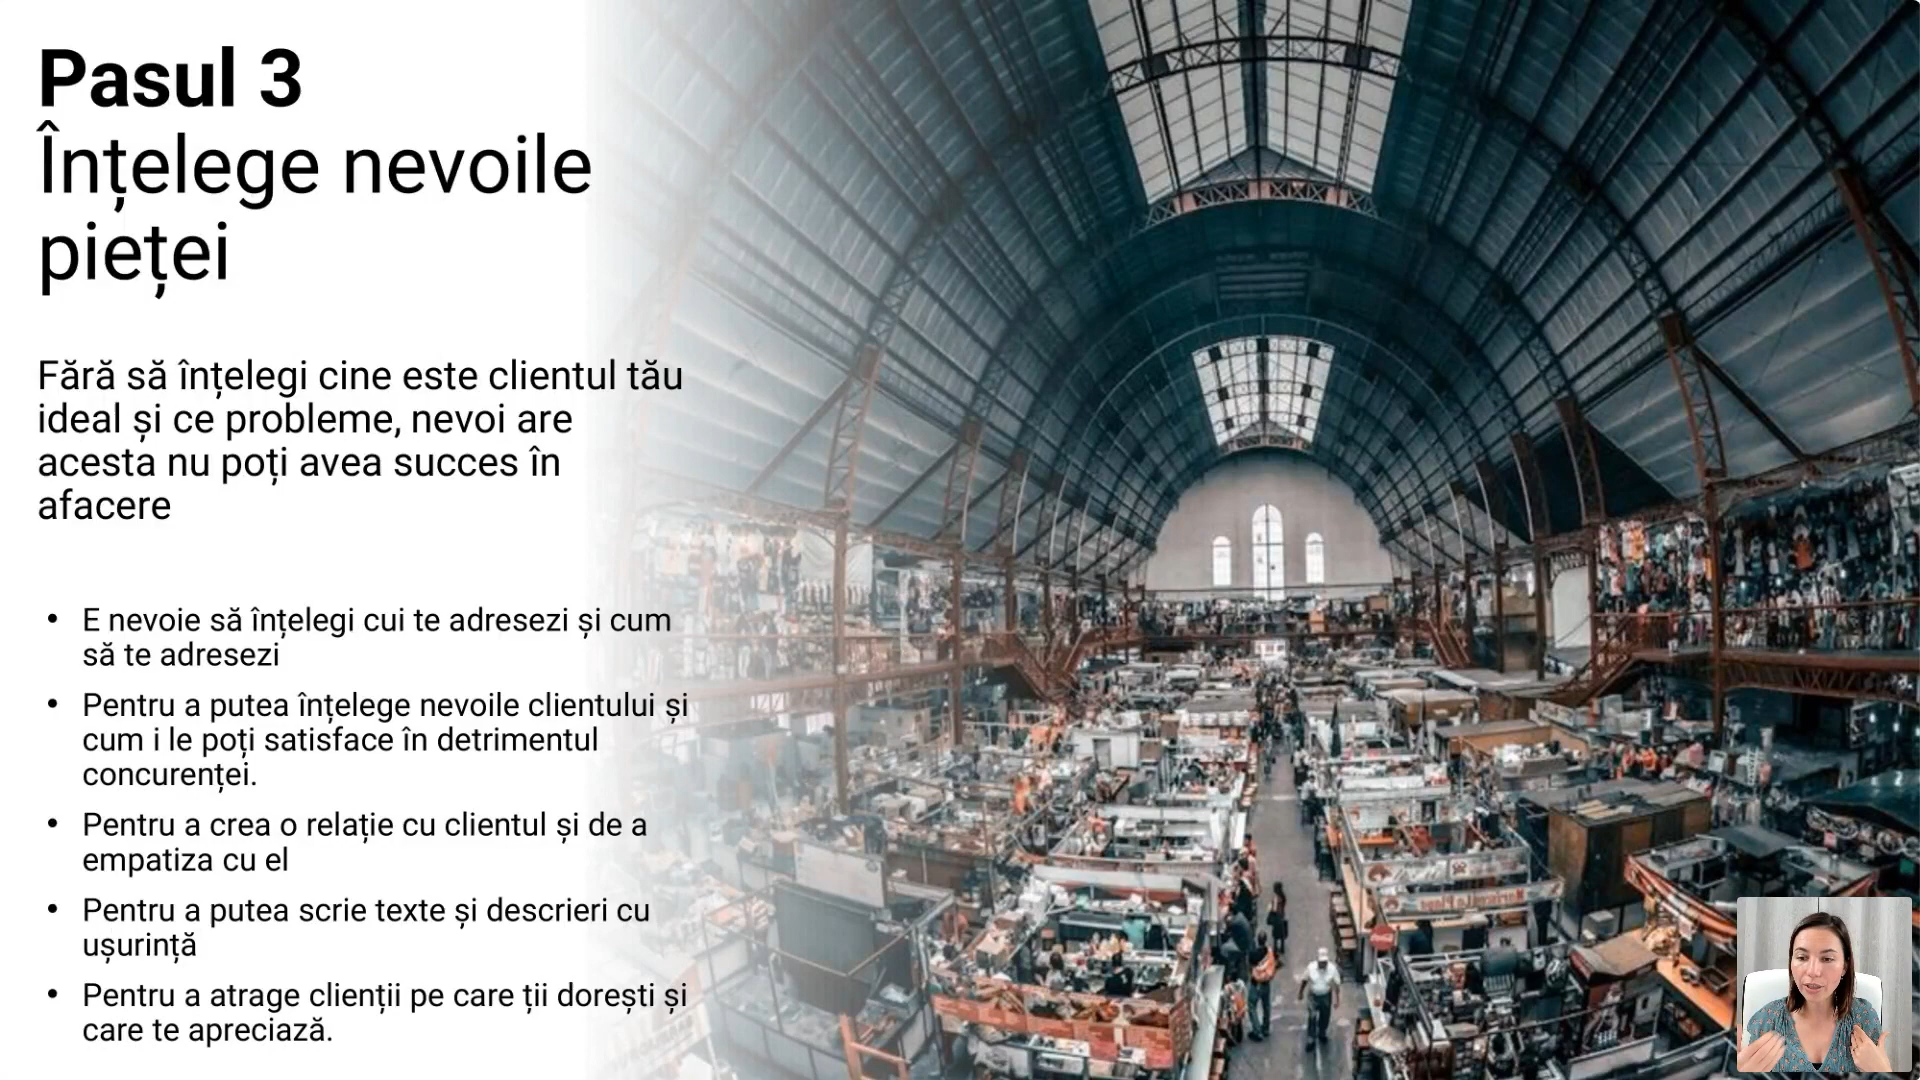 Pasul 3
Înțelege nevoile
pieței
Fără să înțelegi cine este clientul tău
ideal și ce probleme, nevoi are
acesta nu poți avea succes în
afacere
• E nevoie să înțelegi cui te adresezi și cum
să te adresezi
• Pentru a putea înțelege nevoile clientului și
cum i le poți satisface în detrimentul
concurenței.
• Pentru a crea o relație cu clientul și de a
empatiza cu el
• Pentru a putea scrie texte și descrieri cu
ușurință
• Pentru a atrage clienții pe care ții dorești și
care te apreciază.